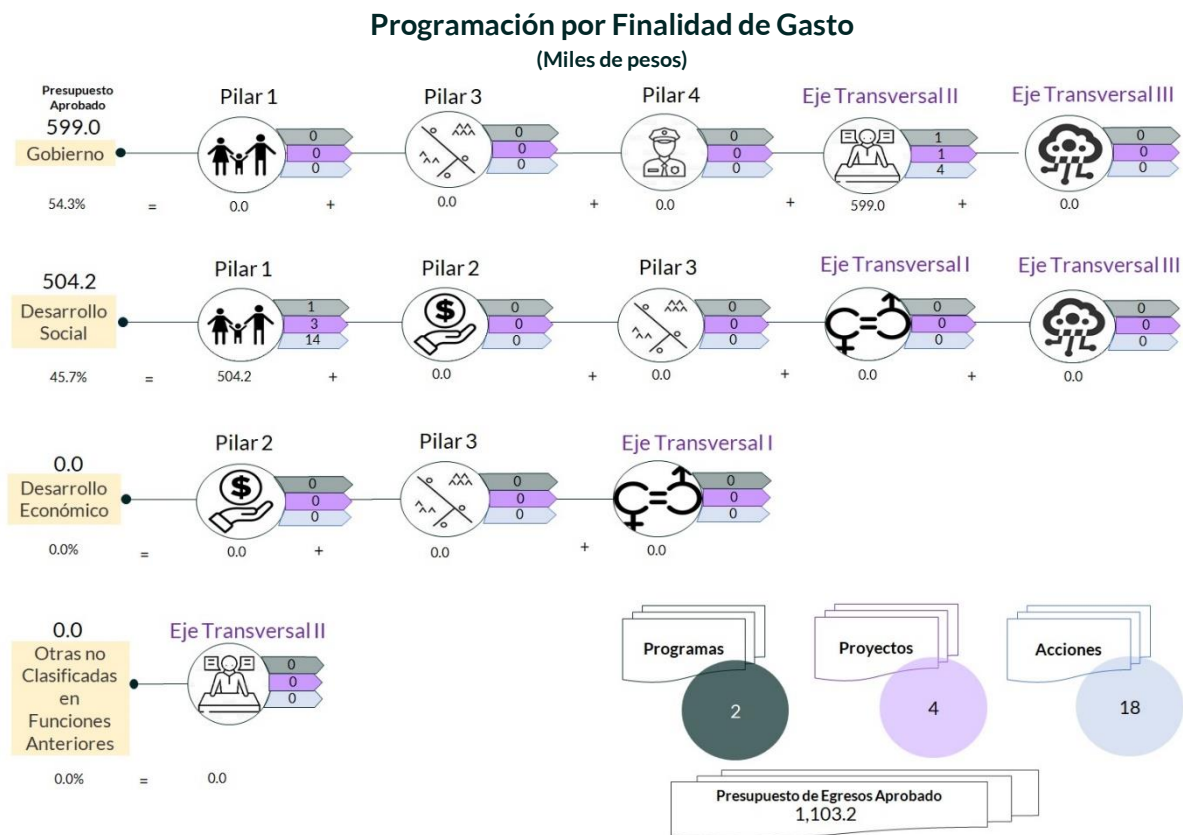 Programación por Finalidad de Gasto
(Miles de pesos)
Presupuesto
Aprobado
599.0
Gobierno
54.3%
=
Pilar 1
0
0
0
0.0
+
Pilar 3
0
0
0
0.0
+
Pilar 4
0
0
0
0.0
+
Eje Transversal II
1
1
4
599.0
+
Eje Transversal III
0
0
0
0.0
504.2
Desarrollo
Social
45.7%
=
Pilar 1
1
3
14
504.2
+
Pilar 2
$
0
0
0
0.0
+
Pilar 3
0
0
0
0.0
+
Eje Transversal I
0
0
0
0.0
+
Eje Transversal III
0
0
0
0.0
0.0
Desarrollo
Económico
0.0%
=
Pilar 2
$
0
0
0
0.0
+
Pilar 3
0
0
0
0.0
+
Eje Transversal I
0
0
0
0.0
0.0
Otras no
Clasificadas
en
Funciones
Anteriores
0.0%
=
Eje Transversal II
0
0
0
0.0
Programas
2
Proyectos
4
Acciones
18
Presupuesto de Egresos Aprobado
1,103.2